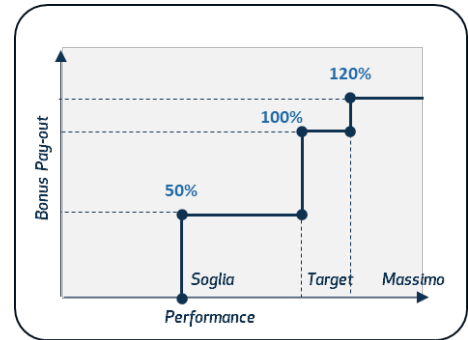 120%
100%
50%
Bonus Pay-out
Soglia
Target
Massimo
Performance